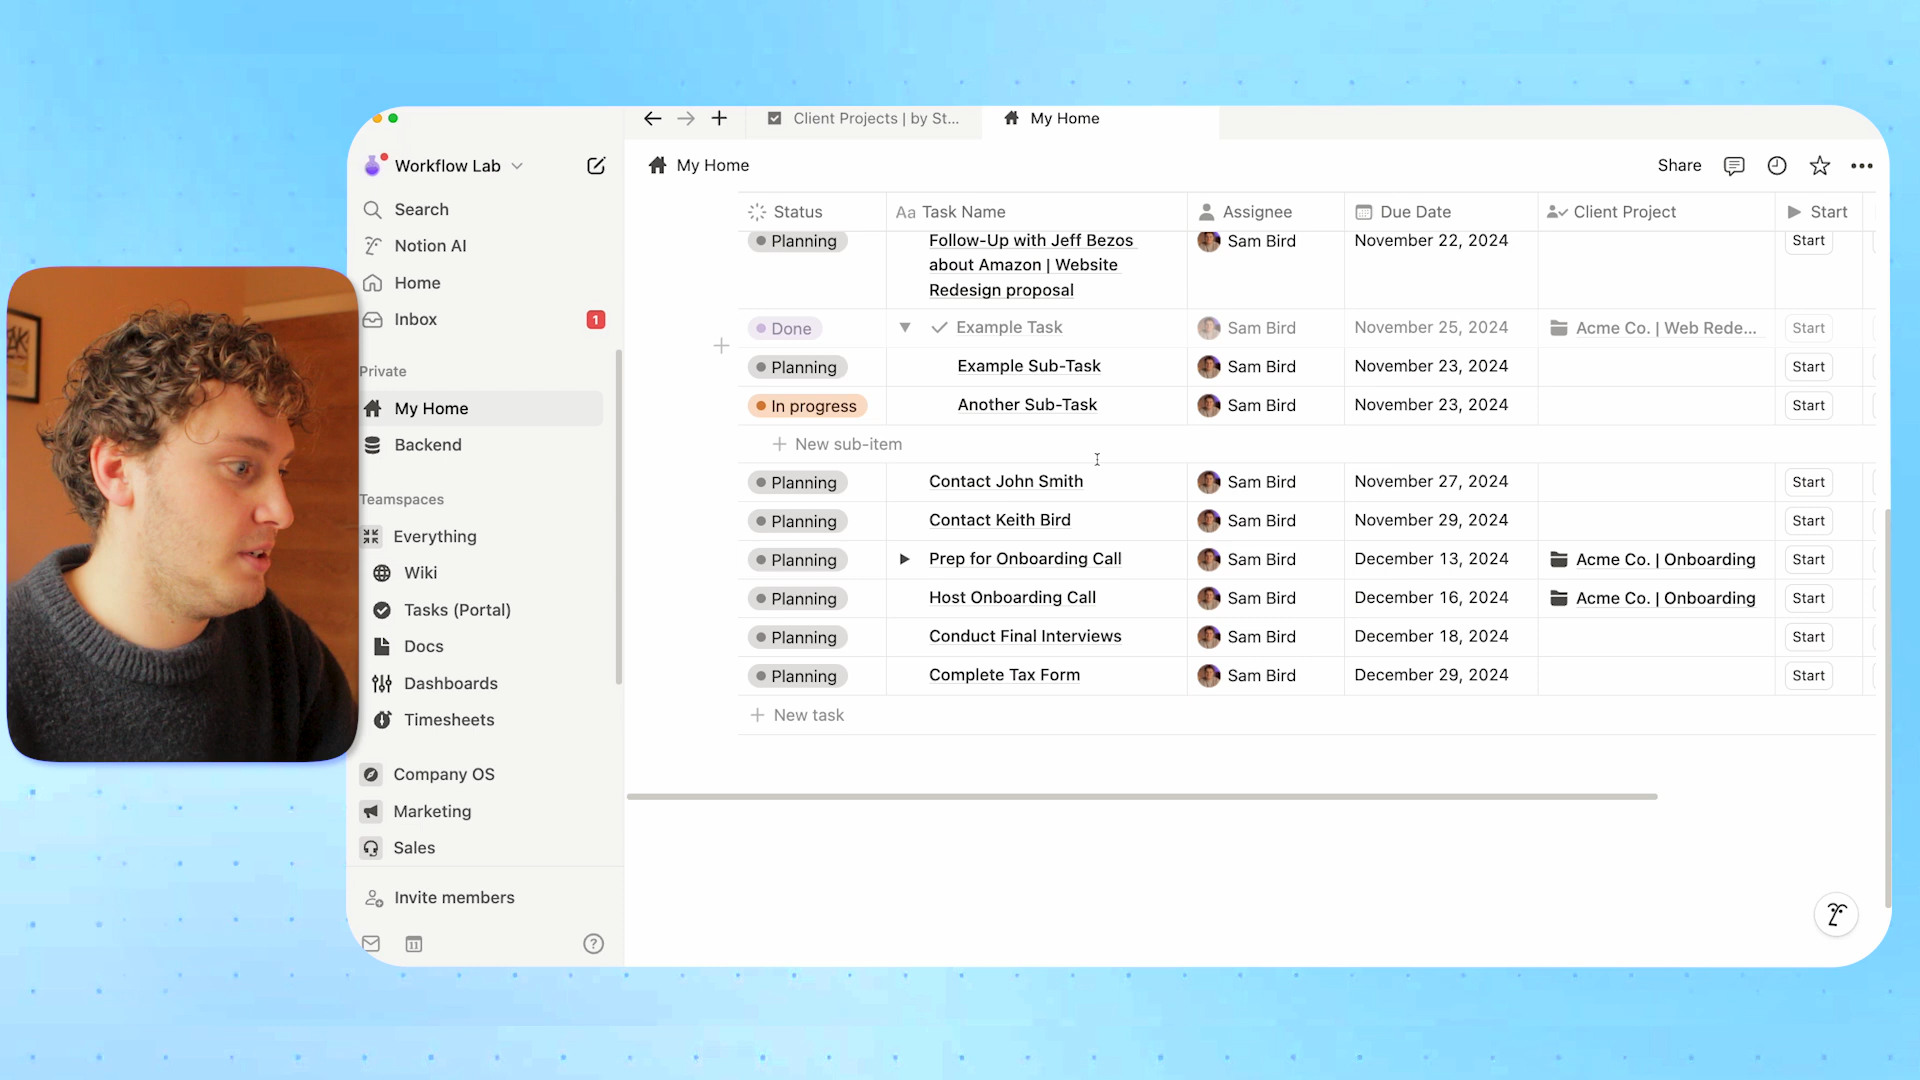 Client Projects | by St...
My Home
Workflow Lab
My Home
Share
Search
Notion AI
Home
Inbox
1
Private
My Home
Backend
Teamspaces
Everything
Wiki
Tasks (Portal)
Docs
Dashboards
Timesheets
Company OS
Marketing
Sales
Invite members
11
?
Status Aa Task Name Assignee Due Date Client Project Start
Planning Follow-Up with Jeff Bezos Sam Bird November 22, 2024 Start
about Amazon | Website
Redesign proposal
Done Example Task Sam Bird November 25, 2024 Acme Co. | Web Rede... Start
Planning Example Sub-Task Sam Bird November 23, 2024 Start
In progress Another Sub-Task Sam Bird November 23, 2024 Start
New sub-item
Planning Contact John Smith Sam Bird November 27, 2024 Start
Planning Contact Keith Bird Sam Bird November 29, 2024 Start
Planning Prep for Onboarding Call Sam Bird December 13, 2024 Acme Co. | Onboarding Start
Planning Host Onboarding Call Sam Bird December 16, 2024 Acme Co. | Onboarding Start
Planning Conduct Final Interviews Sam Bird December 18, 2024 Start
Planning Complete Tax Form Sam Bird December 29, 2024 Start
New task